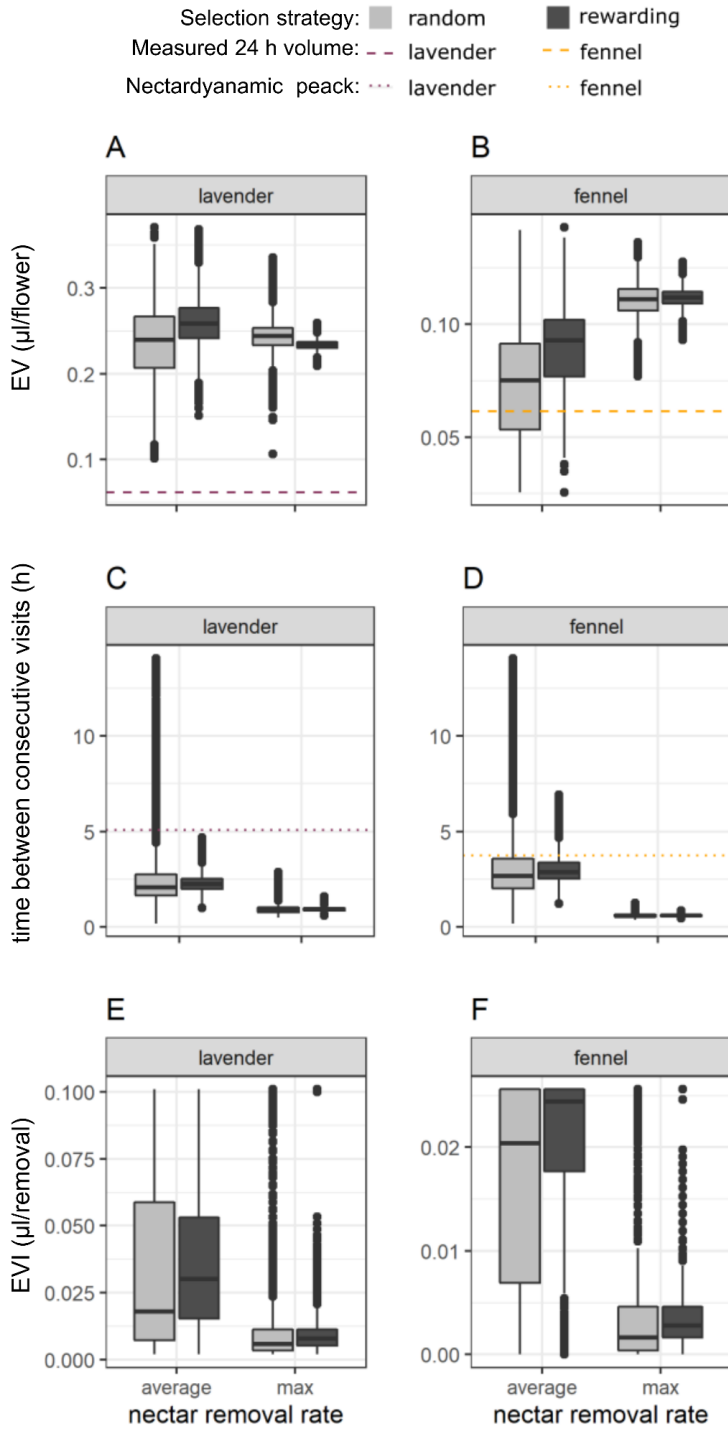 Selection strategy: random rewarding
Measured 24 h volume: lavender fennel
Nectardyanamic peack: lavender fennel
A B
lavender fennel
EV (µl/flower)
0.3
0.2
0.1
0.10
0.05
C D
lavender fennel
time between consecutive visits (h)
10
5
0
10
5
0
E F
lavender fennel
EVI (µl/removal)
0.100
0.075
0.050
0.025
0.000
0.02
0.01
0.00
average max average max
nectar removal rate nectar removal rate